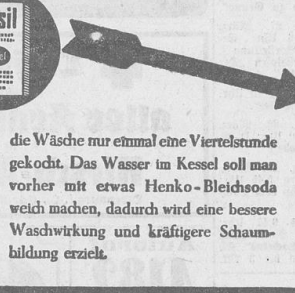 sil
die Wäsche nur einmal eine Viertelstunde
gekocht. Das Wasser im Kessel soll man
vorher mit etwas Henko-Bleichsoda
weich machen, dadurch wird eine bessere
Waschwirkung und kräftigere Schaum-
bildung erzielt.